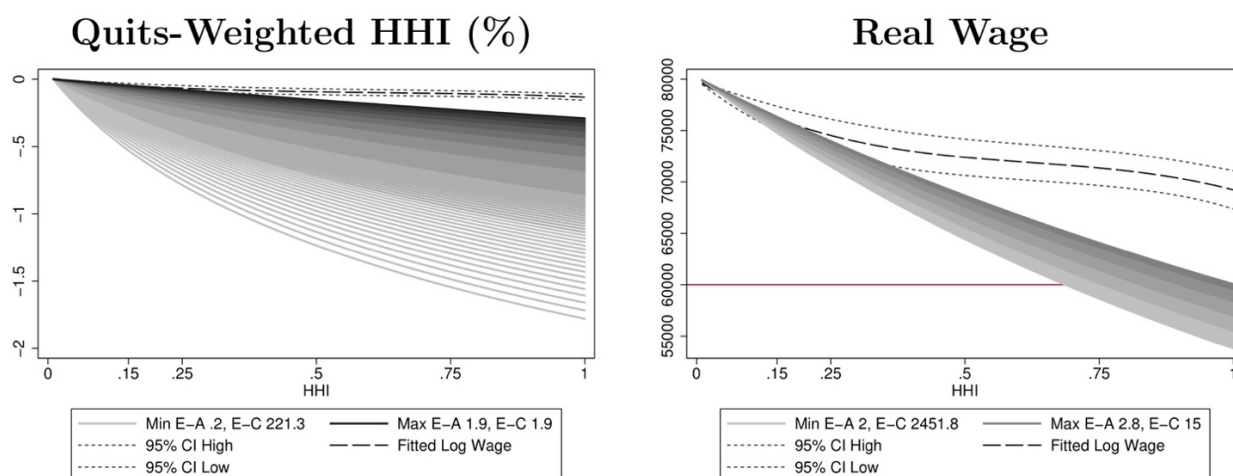 Quits-Weighted HHI (%)
0
-.5
-1
-1.5
-2
0 .15 .25 .5 .75 1
HHI
Min E-A .2, E-C 221.3 Max E-A 1.9, E-C 1.9
95% CI High Fitted Log Wage
95% CI Low
Real Wage
80000
75000
70000
65000
60000
55000
0 .15 .25 .5 .75 1
HHI
Min E-A 2, E-C 2451.8 Max E-A 2.8, E-C 15
95% CI High Fitted Log Wage
95% CI Low